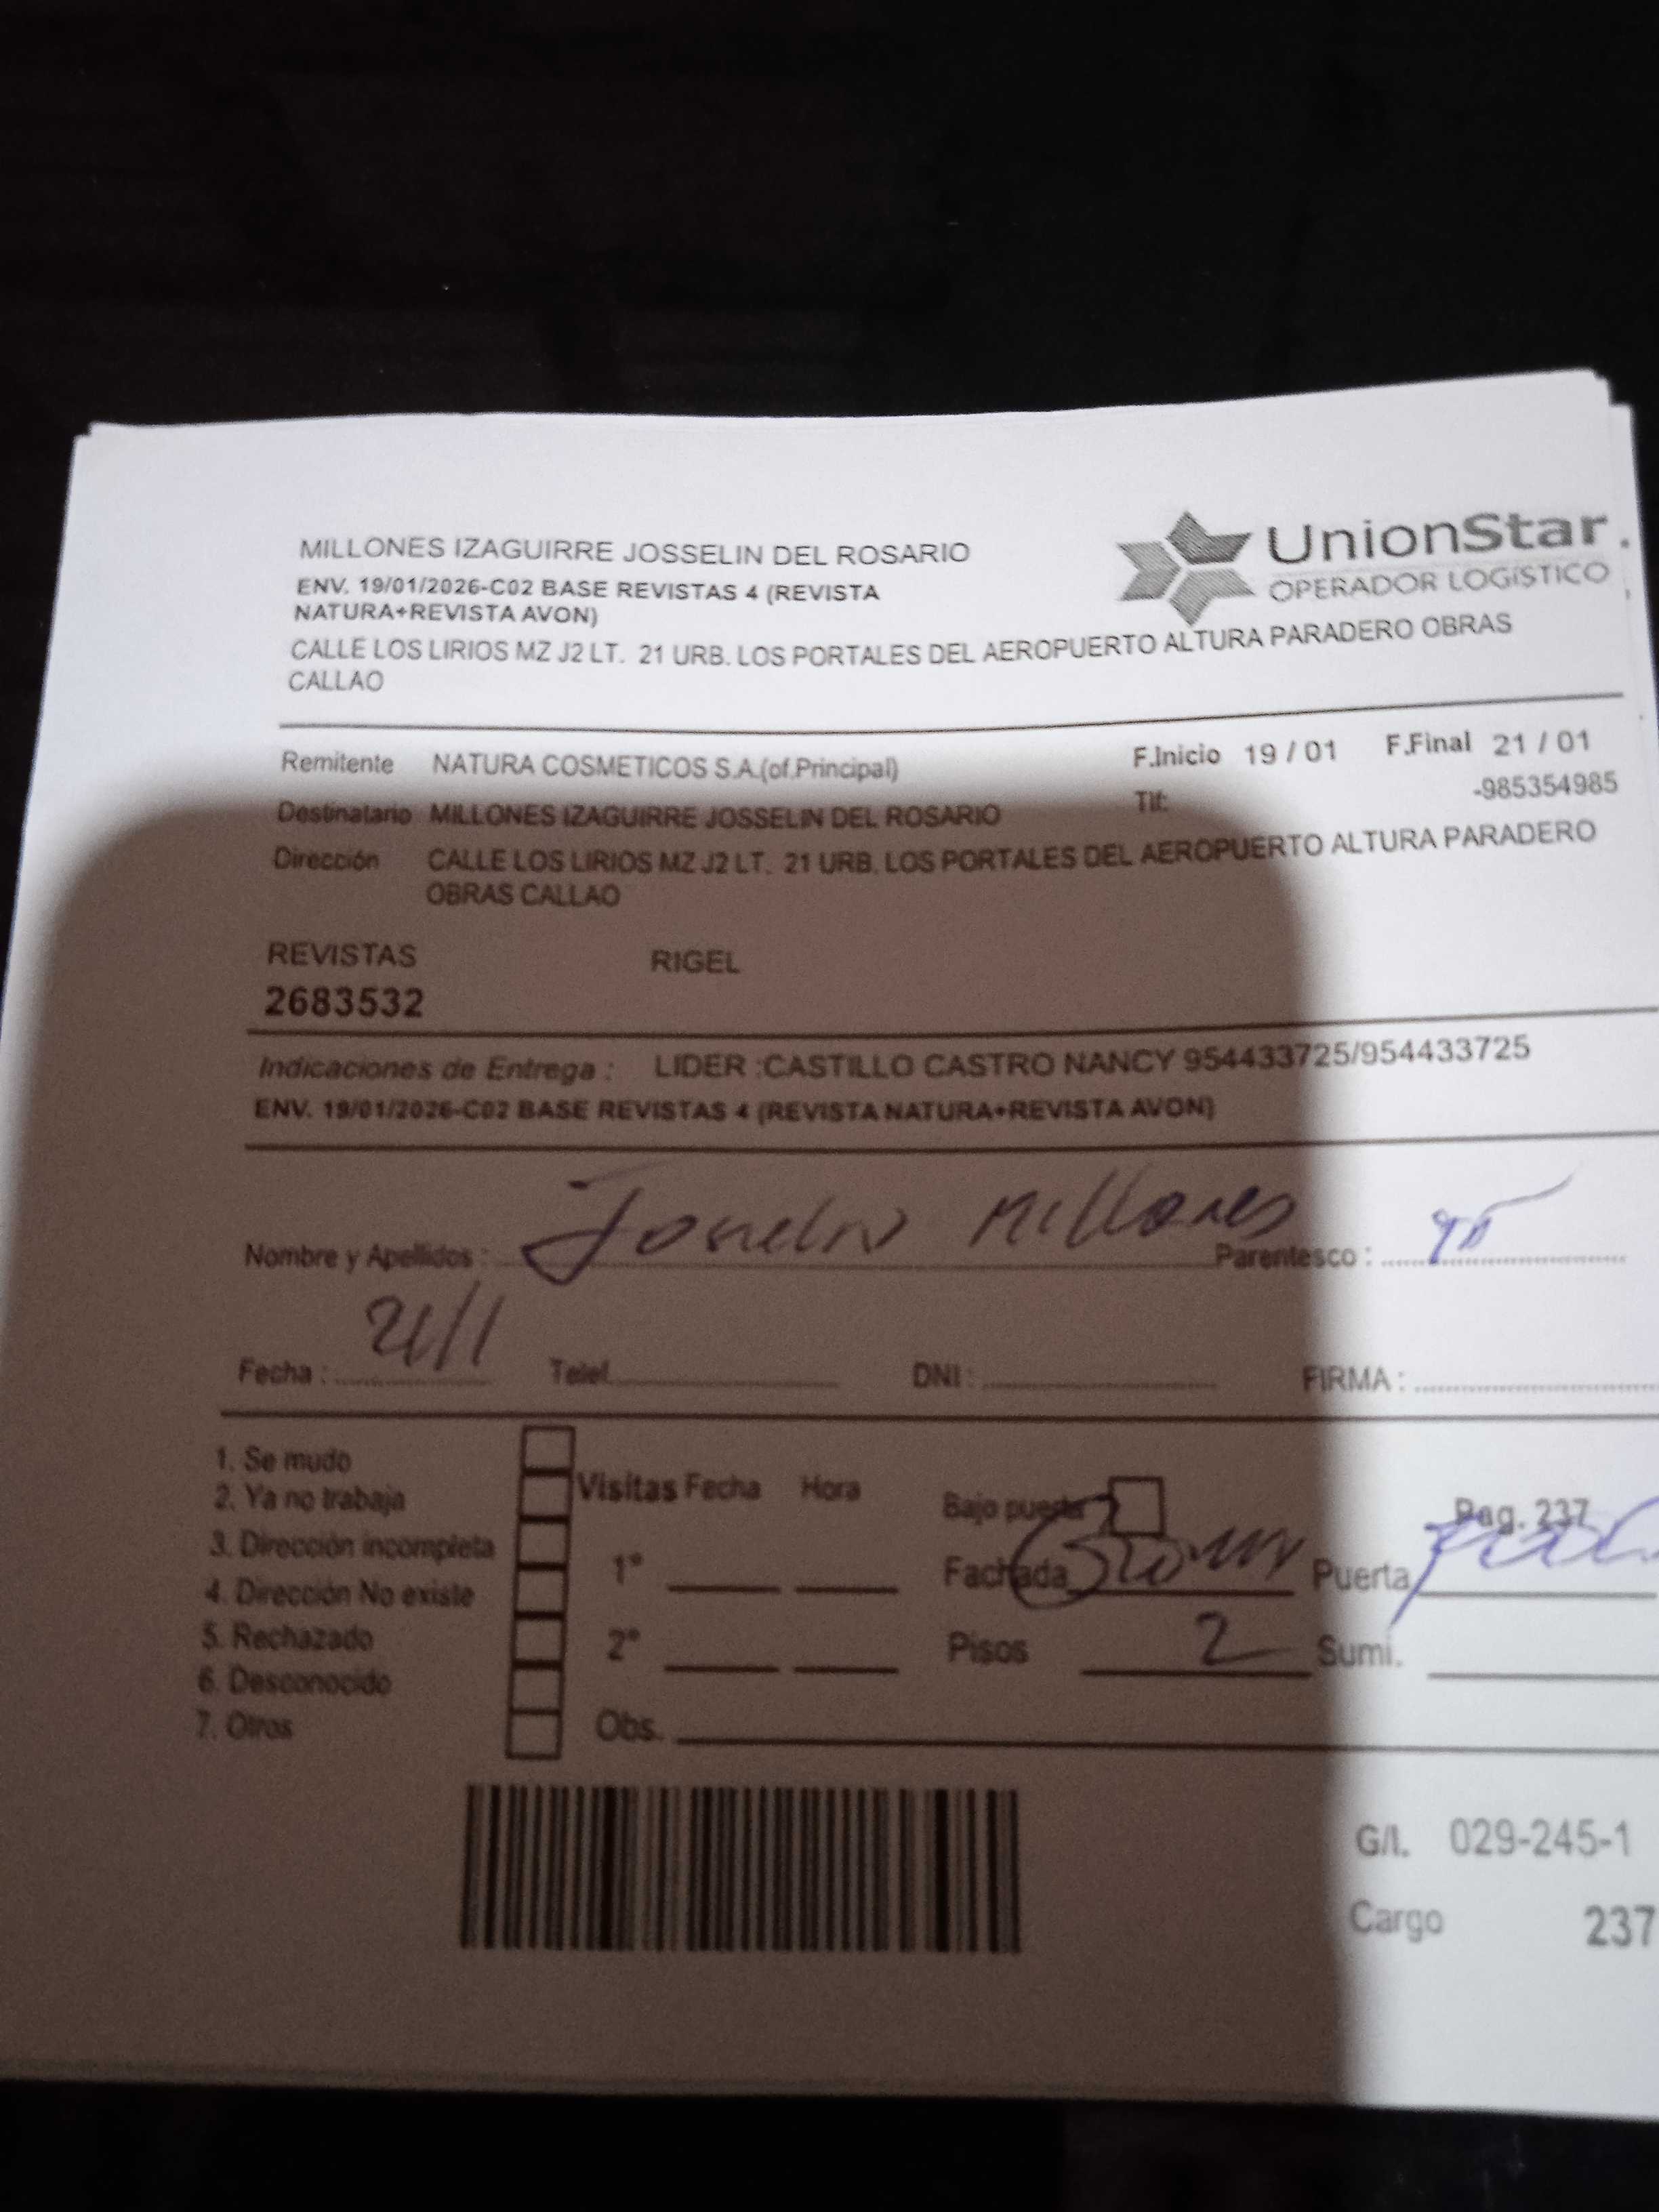 MILLONES IZAGUIRRE JOSSELIN DEL ROSARIO
UnionStar.
OPERADOR LOGÍSTICO
ENV. 19/01/2026-C02 BASE REVISTAS 4 (REVISTA
NATURA+REVISTA AVON)
CALLE LOS LIRIOS MZ J2 LT. 21 URB. LOS PORTALES DEL AEROPUERTO ALTURA PARADERO OBRAS
CALLAO
Remitente NATURA COSMETICOS S.A.(of.Principal) F.Inicio 19 / 01 F.Final 21 / 01
Destinatario MILLONES IZAGUIRRE JOSSELIN DEL ROSARIO Tlf: -985354985
Dirección CALLE LOS LIRIOS MZ J2 LT. 21 URB. LOS PORTALES DEL AEROPUERTO ALTURA PARADERO
OBRAS CALLAO
REVISTAS RIGEL
2683532
Indicaciones de Entrega : LIDER :CASTILLO CASTRO NANCY 954433725/954433725
ENV. 19/01/2026-C02 BASE REVISTAS 4 (REVISTA NATURA+REVISTA AVON)
Nombre y Apellidos : Josselin Millones Parentesco :
Fecha : 21/1 Telef. DNI : FIRMA :
1. Se mudo
2. Ya no trabaja
3. Dirección incompleta
4. Dirección No existe
5. Rechazado
6. Desconocido
7. Otros
Visitas Fecha Hora
1°
2°
Obs.
Bajo puerta Pag. 237
Fachada Puerta
Pisos 2 Sumi.
G/I. 029-245-1
Cargo 237